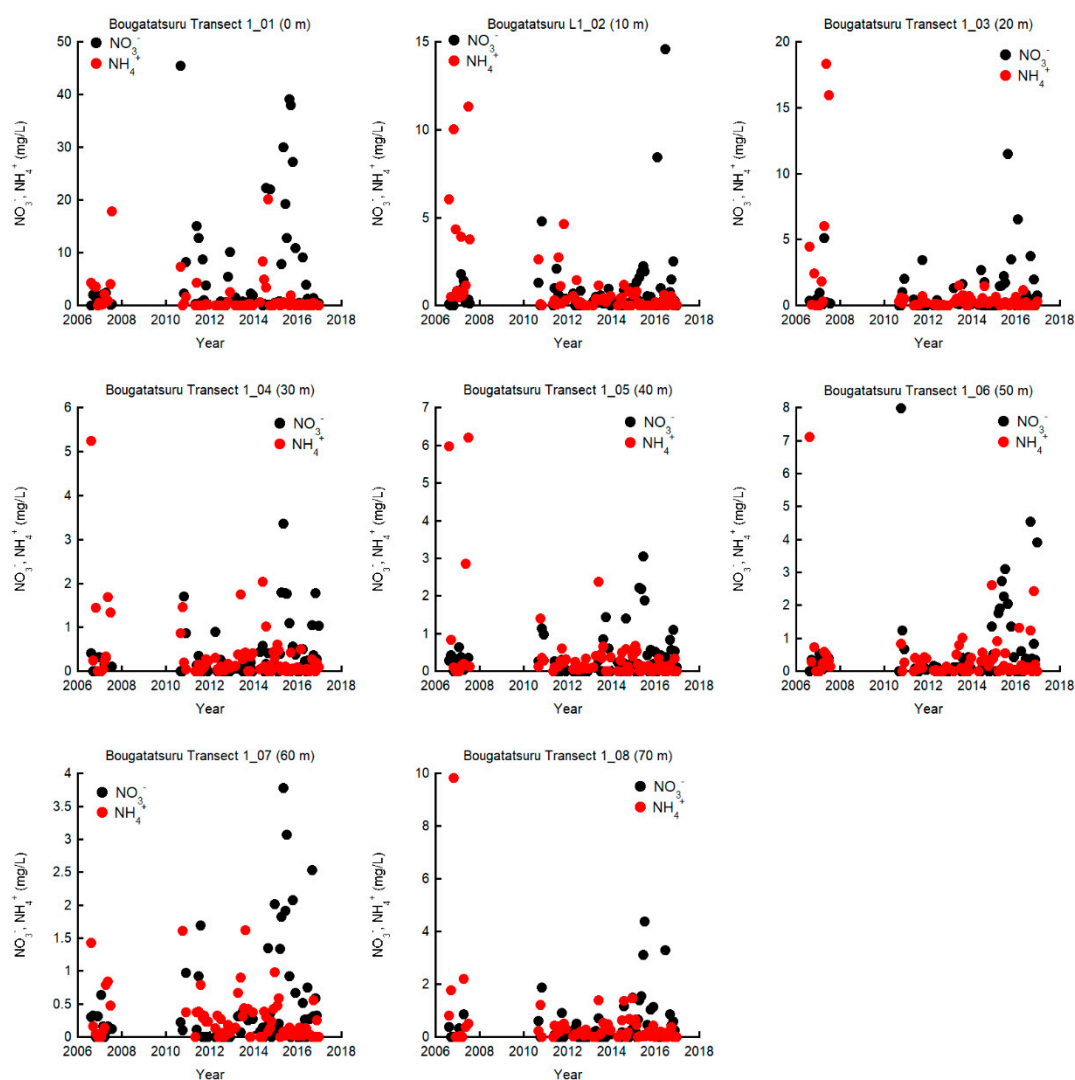 Bougatatsuru Transect 1_01 (0 m)
NO3-, NH4+ (mg/L)
50
40
30
20
10
0
NO3-
NH4+
2006 2008 2010 2012 2014 2016 2018
Year
Bougatatsuru L1_02 (10 m)
NO3-, NH4+ (mg/L)
15
10
5
0
NO3-
NH4+
2006 2008 2010 2012 2014 2016 2018
Year
Bougatatsuru Transect 1_03 (20 m)
NO3-, NH4+ (mg/L)
20
15
10
5
0
NO3-
NH4+
2006 2008 2010 2012 2014 2016 2018
Year
Bougatatsuru Transect 1_04 (30 m)
NO3-, NH4+ (mg/L)
6
5
4
3
2
1
0
NO3-
NH4+
2006 2008 2010 2012 2014 2016 2018
Year
Bougatatsuru Transect 1_05 (40 m)
NO3-, NH4+ (mg/L)
7
6
5
4
3
2
1
0
NO3-
NH4+
2006 2008 2010 2012 2014 2016 2018
Year
Bougatatsuru Transect 1_06 (50 m)
NO3-, NH4+ (mg/L)
8
7
6
5
4
3
2
1
0
NO3-
NH4+
2006 2008 2010 2012 2014 2016 2018
Year
Bougatatsuru Transect 1_07 (60 m)
NO3-, NH4+ (mg/L)
4
3.5
3
2.5
2
1.5
1
0.5
0
NO3-
NH4+
2006 2008 2010 2012 2014 2016 2018
Year
Bougatatsuru Transect 1_08 (70 m)
NO3-, NH4+ (mg/L)
10
8
6
4
2
0
NO3-
NH4+
2006 2008 2010 2012 2014 2016 2018
Year